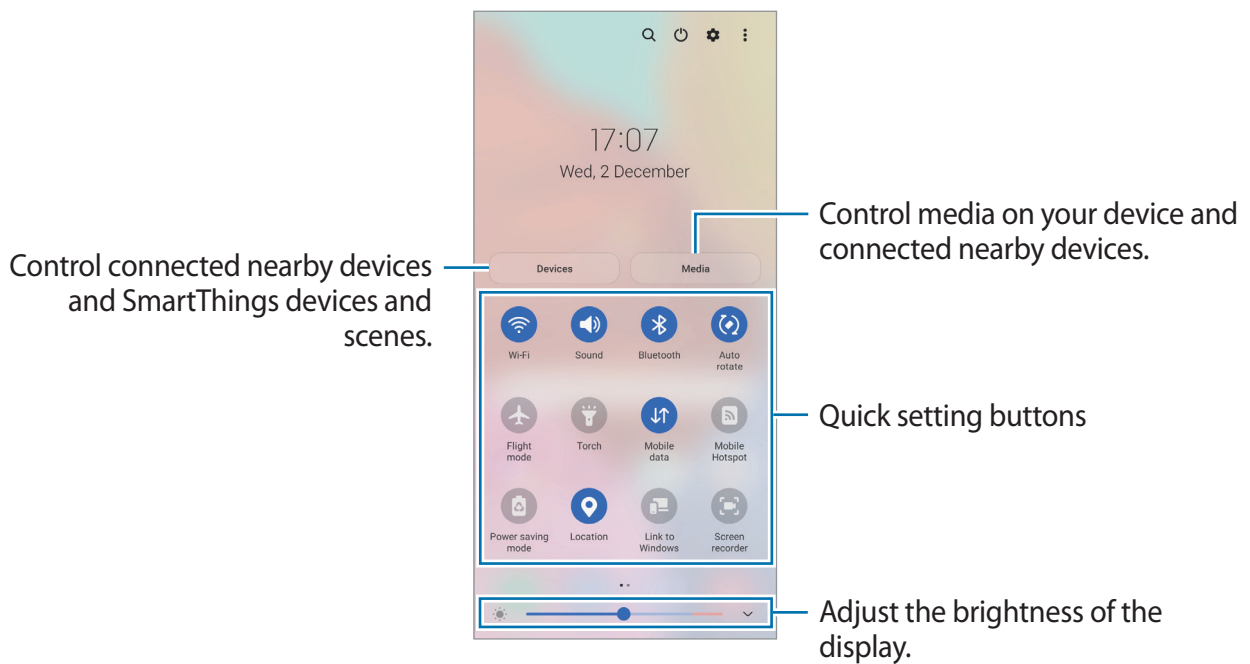 17:07
Wed, 2 December
Control media on your device and
connected nearby devices.
Control connected nearby devices
and SmartThings devices and
scenes.
Devices
Media
Wi-Fi
Sound
Bluetooth
Auto
rotate
Quick setting buttons
Flight
mode
Torch
Mobile
data
Mobile
Hotspot
Power saving
mode
Location
Link to
Windows
Screen
recorder
Adjust the brightness of the
display.